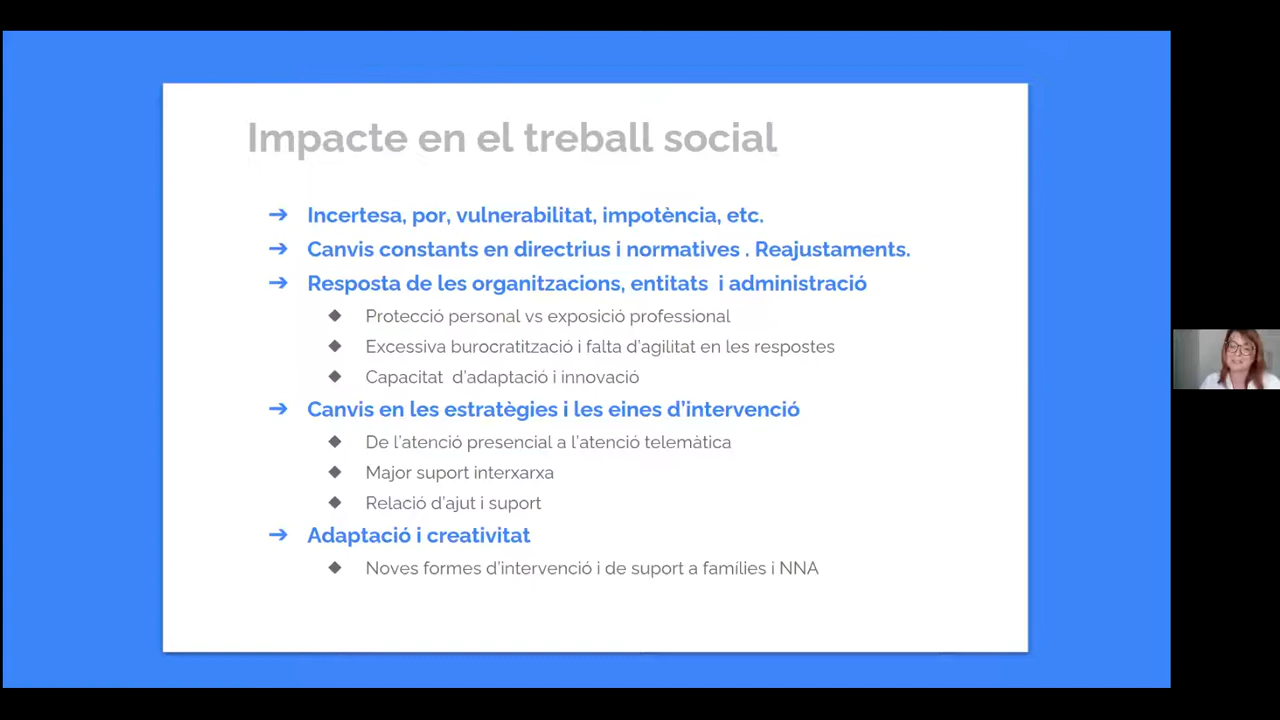 Impacte en el treball social
➔ Incertesa, por, vulnerabilitat, impotència, etc.
➔ Canvis constants en directrius i normatives . Reajustaments.
➔ Resposta de les organitzacions, entitats  i administració
◆ Protecció personal vs exposició professional
◆ Excessiva burocratització i falta d'agilitat en les respostes
◆ Capacitat  d'adaptació i innovació
➔ Canvis en les estratègies i les eines d'intervenció
◆ De l'atenció presencial a l'atenció telemàtica
◆ Major suport interxarxa
◆ Relació d'ajut i suport
➔ Adaptació i creativitat
◆ Noves formes d'intervenció i de suport a famílies i NNA